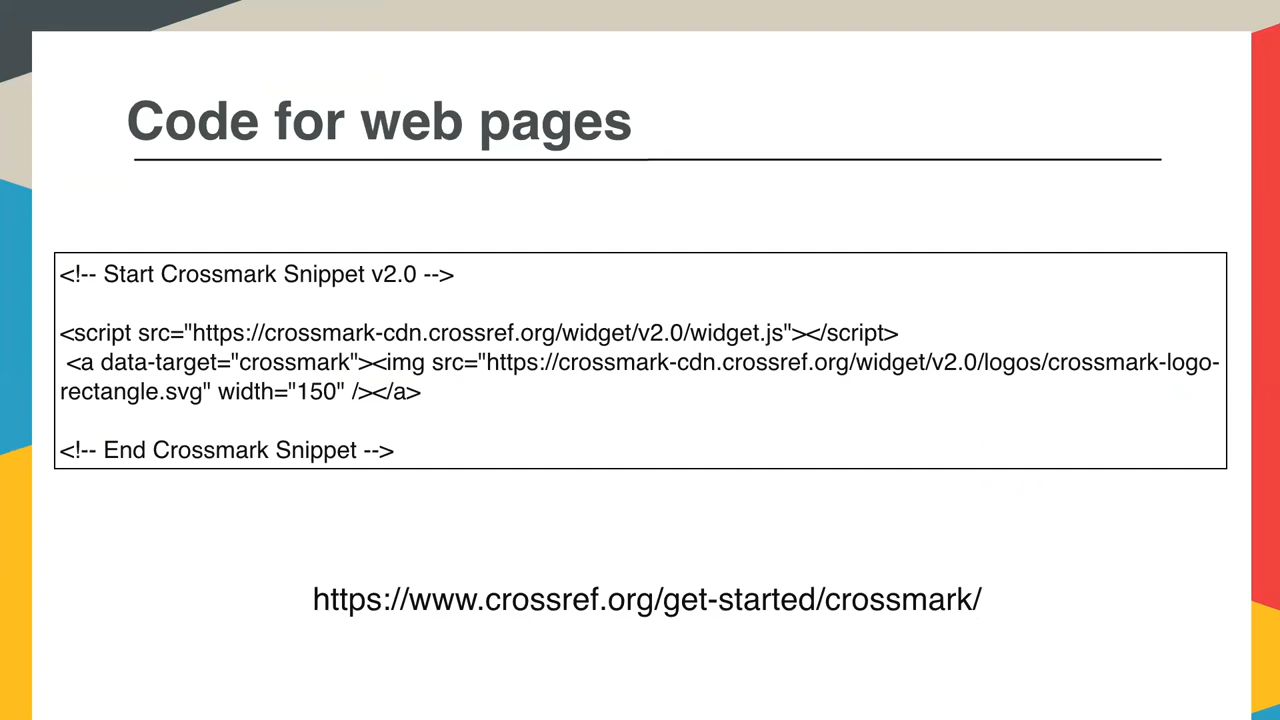 Code for web pages
<!-- Start Crossmark Snippet v2.0 -->
<script src="https://crossmark-cdn.crossref.org/widget/v2.0/widget.js"></script>
<a data-target="crossmark"><img src="https://crossmark-cdn.crossref.org/widget/v2.0/logos/crossmark-logo-
rectangle.svg" width="150" /></a>
<!-- End Crossmark Snippet -->
https://www.crossref.org/get-started/crossmark/